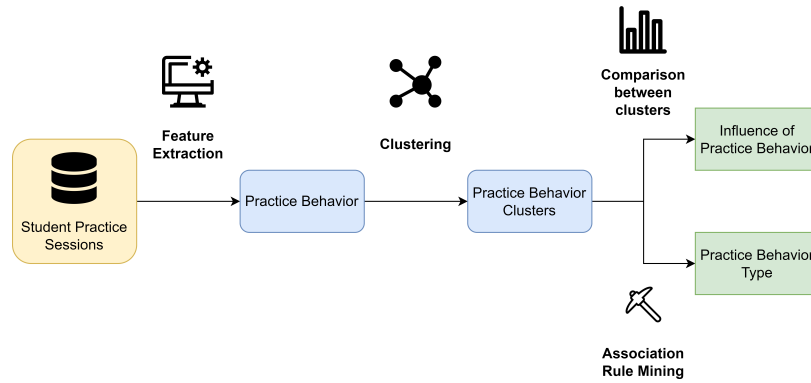 Comparison
between
clusters
Feature
Extraction
Clustering
Influence of
Practice Behavior
Student Practice
Sessions
Practice Behavior
Practice Behavior
Clusters
Practice Behavior
Type
Association
Rule Mining